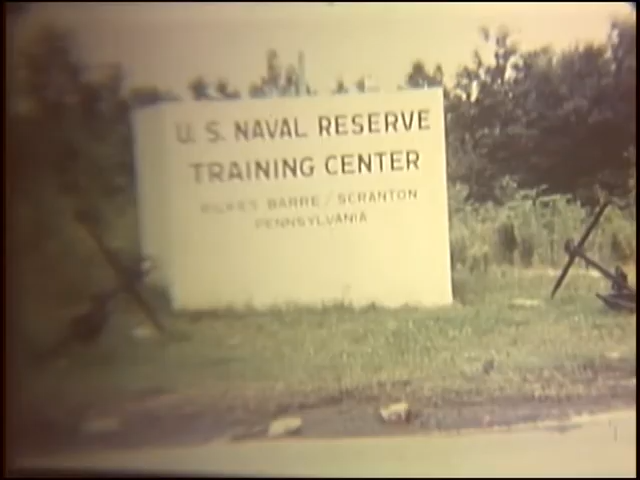 U. S. NAVAL RESERVE
TRAINING CENTER
WILKES BARRE / SCRANTON
PENNSYLVANIA